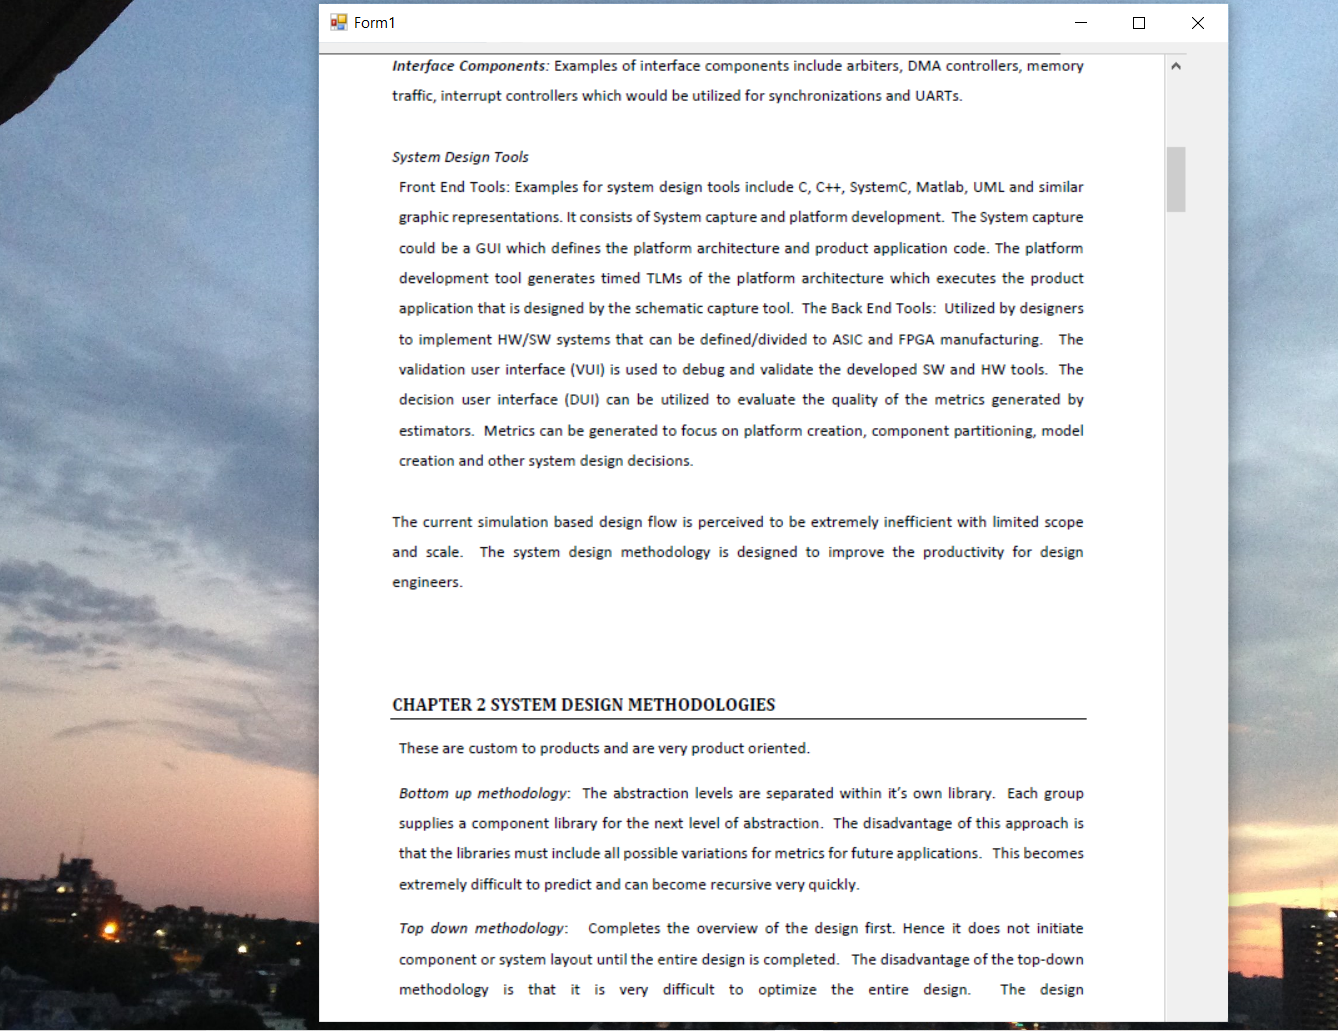 Form1
Interface Components: Examples of interface components include arbiters, DMA controllers, memory
traffic, interrupt controllers which would be utilized for synchronizations and UARTs.
System Design Tools
Front End Tools: Examples for system design tools include C, C++, SystemC, Matlab, UML and similar
graphic representations. It consists of System capture and platform development.  The System capture
could be a GUI which defines the platform architecture and product application code. The platform
development tool generates timed TLMs of the platform architecture which executes the product
application that is designed by the schematic capture tool.  The Back End Tools:  Utilized by designers
to implement HW/SW systems that can be defined/divided to ASIC and FPGA manufacturing.  The
validation user interface (VUI) is used to debug and validate the developed SW and HW tools.  The
decision user interface (DUI) can be utilized to evaluate the quality of the metrics generated by
estimators.  Metrics can be generated to focus on platform creation, component partitioning, model
creation and other system design decisions.
The current simulation based design flow is perceived to be extremely inefficient with limited scope
and scale.  The system design methodology is designed to improve the productivity for design
engineers.
CHAPTER 2 SYSTEM DESIGN METHODOLOGIES
These are custom to products and are very product oriented.
Bottom up methodology:  The abstraction levels are separated within it's own library.  Each group
supplies a component library for the next level of abstraction.  The disadvantage of this approach is
that the libraries must include all possible variations for metrics for future applications.  This becomes
extremely difficult to predict and can become recursive very quickly.
Top down methodology:  Completes the overview of the design first. Hence it does not initiate
component or system layout until the entire design is completed.  The disadvantage of the top-down
methodology is that it is very difficult to optimize the entire design.  The design